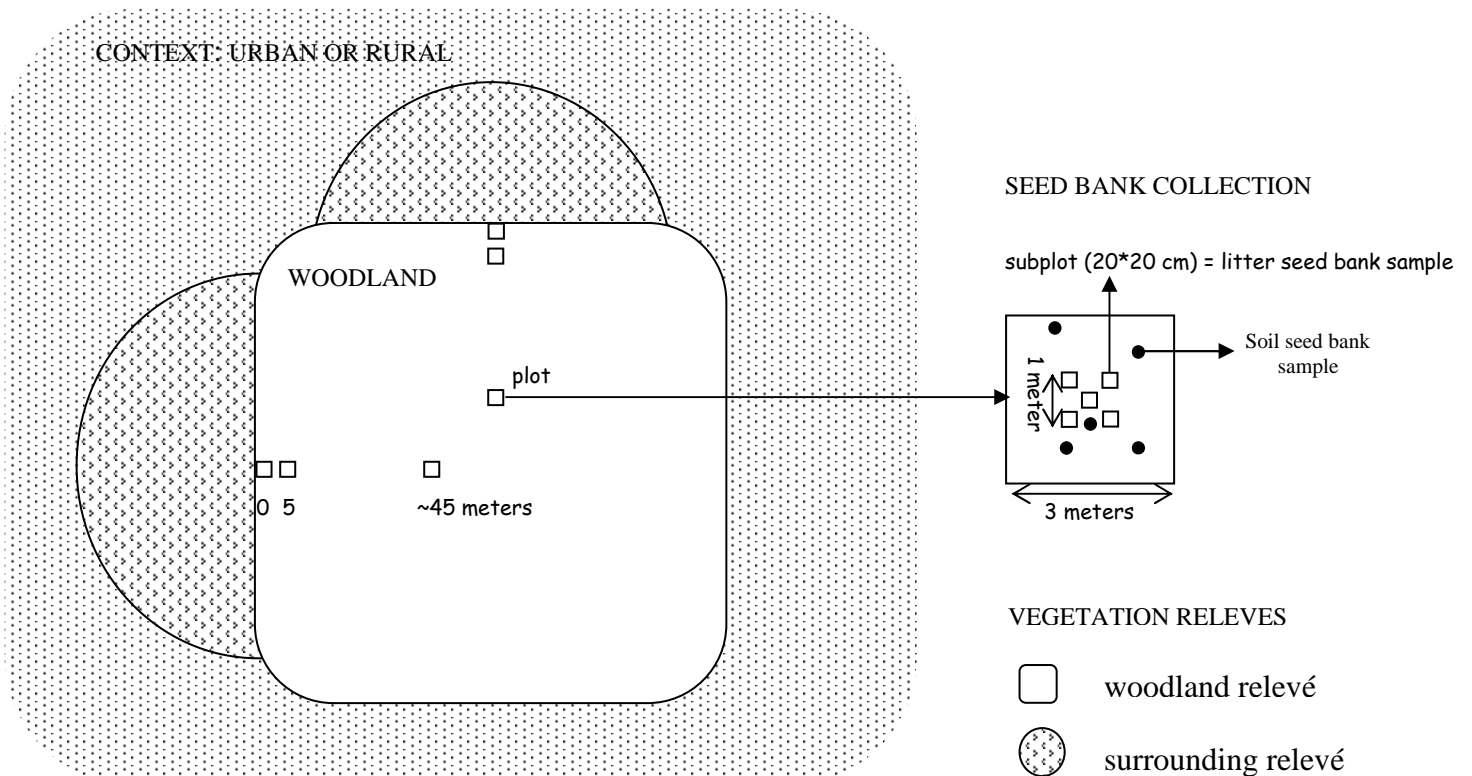 CONTEXT: URBAN OR RURAL
WOODLAND
plot
0 5
~45 meters
SEED BANK COLLECTION
subplot (20*20 cm) = litter seed bank sample
Soil seed bank
sample
1 meter
3 meters
VEGETATION RELEVES
woodland relevé
surrounding relevé